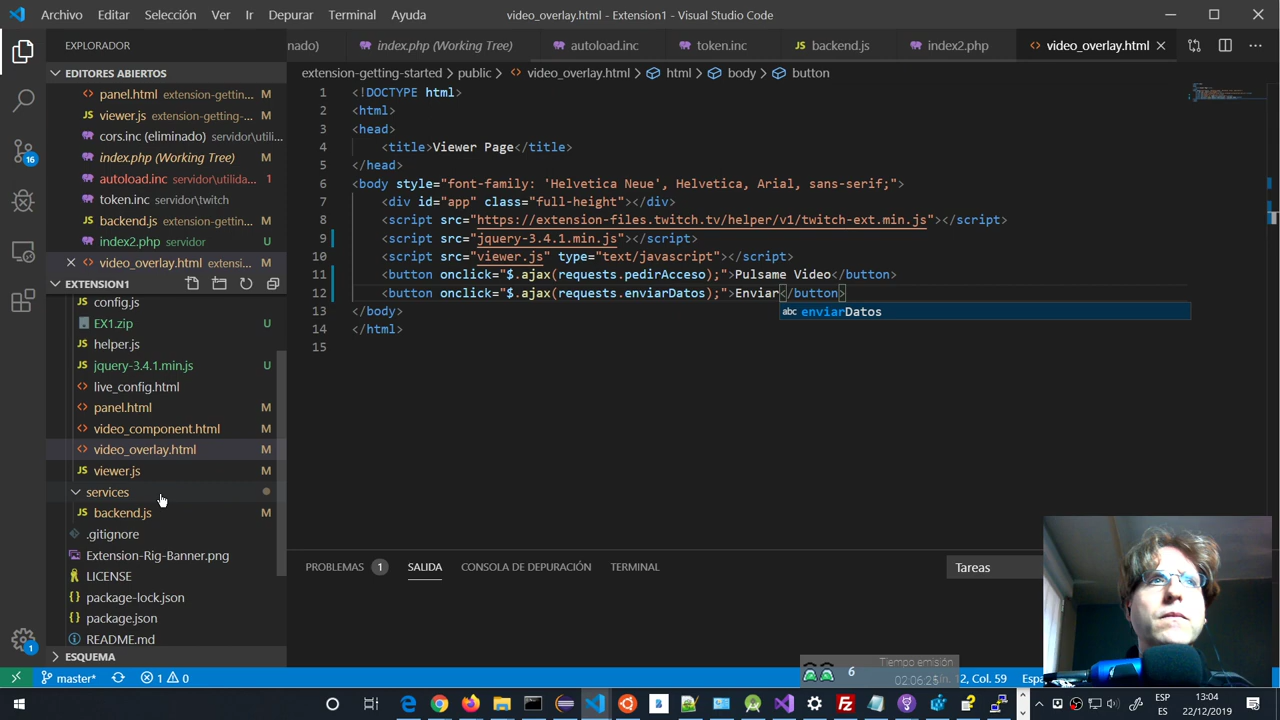 Archivo Editar Selección Ver Ir Depurar Terminal Ayuda video_overlay.html - Extension1 - Visual Studio Code
EXPLORADOR
nado) index.php (Working Tree) autoload.inc token.inc backend.js index2.php video_overlay.html
EDITORES ABIERTOS
panel.html extension-gettin... M
viewer.js extension-getting-... M
cors.inc (eliminado) servidor\utili...
index.php (Working Tree) M
autoload.inc servidor\utilida... 1
token.inc servidor\twitch
backend.js extension-gettin... M
index2.php servidor U
video_overlay.html extensi... M
EXTENSION1
config.js
EX1.zip U
helper.js
jquery-3.4.1.min.js U
live_config.html
panel.html M
video_component.html M
video_overlay.html M
viewer.js M
services
backend.js M
.gitignore
Extension-Rig-Banner.png
LICENSE
package-lock.json
package.json
README.md
ESQUEMA
16
1
extension-getting-started > public > video_overlay.html > html > body > button
1 <!DOCTYPE html>
2 <html>
3 <head>
4 <title>Viewer Page</title>
5 </head>
6 <body style="font-family: 'Helvetica Neue', Helvetica, Arial, sans-serif;">
7 <div id="app" class="full-height"></div>
8 <script src="https://extension-files.twitch.tv/helper/v1/twitch-ext.min.js"></script>
9 <script src="jquery-3.4.1.min.js"></script>
10 <script src="viewer.js" type="text/javascript"></script>
11 <button onclick="$.ajax(requests.pedirAcceso);">Pulsame Video</button>
12 <button onclick="$.ajax(requests.enviarDatos);">Enviar</button>
abc enviarDatos
13 </body>
14 </html>
15
PROBLEMAS 1 SALIDA CONSOLA DE DEPURACIÓN TERMINAL Tareas
6 Tiempo emisión
02:06:25
master* 1 0 12, Col. 59 Espa
ESP 13:04
ES 22/12/2019